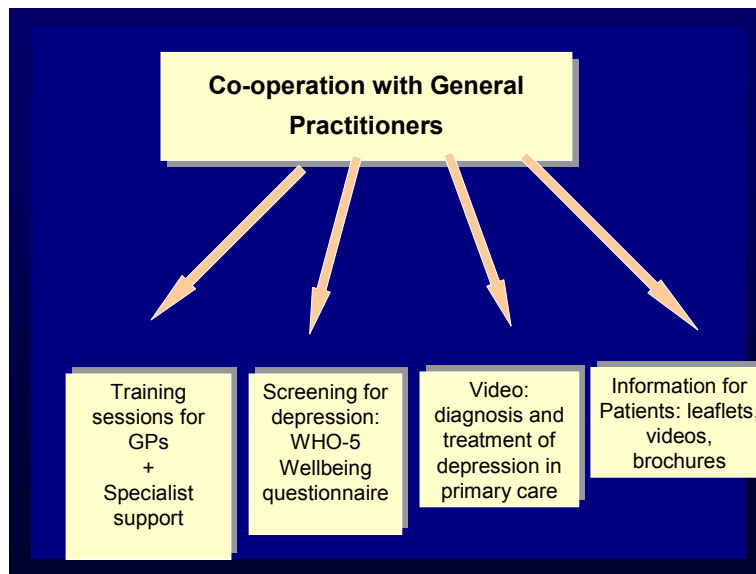 Co-operation with General
Practitioners
Training
sessions for
GPs
+
Specialist
support
Screening for
depression:
WHO-5
Wellbeing
questionnaire
Video:
diagnosis and
treatment of
depression in
primary care
Information for
Patients: leaflets,
videos,
brochures